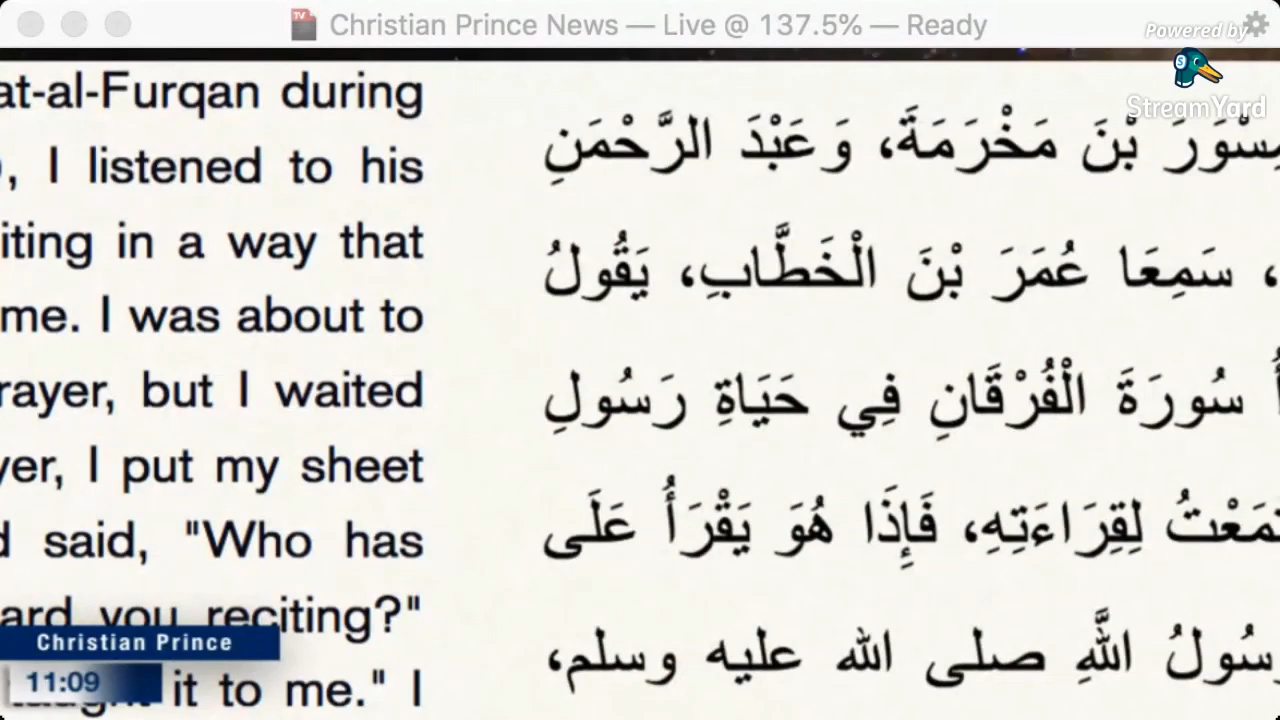 Christian Prince News — Live @ 137.5% — Ready
Powered by
StreamYard
at-al-Furqan during
, I listened to his
iting in a way that
me. I was about to
rayer, but I waited
yer, I put my sheet
d said, "Who has
ard you reciting?"
it to me." I
مِسْوَرَ بْنَ مَخْرَمَةَ، وَعَبْدَ الرَّحْمَنِ
، سَمِعَا عُمَرَ بْنَ الْخَطَّابِ، يَقُولُ
أُ سُورَةَ الْفُرْقَانِ فِي حَيَاةِ رَسُولِ
تَمَعْتُ لِقِرَاءَتِهِ، فَإِذَا هُوَ يَقْرَأُ عَلَى
رَسُولُ اللَّهِ صلى الله عليه وسلم،
Christian Prince
11:09